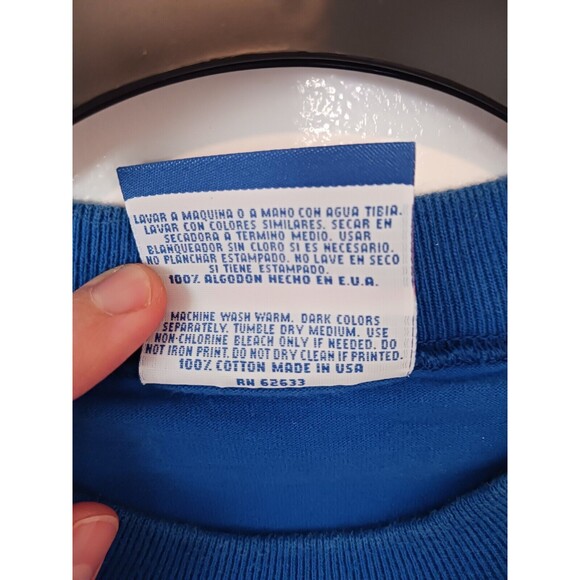 LAVAR A MAQUINA O A MANO CON AGUA TIBIA.
LAVAR CON COLORES SIMILARES. SECAR EN
SECADORA A TERMINO MEDIO. USAR
BLANQUEADOR SIN CLORO SI ES NECESARIO.
NO PLANCHAR ESTAMPADO. NO LAVE EN SECO
SI TIENE ESTAMPADO.
100% ALGODON HECHO EN E.U.A.
MACHINE WASH WARM. DARK COLORS
SEPARATELY. TUMBLE DRY MEDIUM. USE
NON-CHLORINE BLEACH ONLY IF NEEDED. DO
NOT IRON PRINT. DO NOT DRY CLEAN IF PRINTED.
100% COTTON MADE IN USA
RN 62633